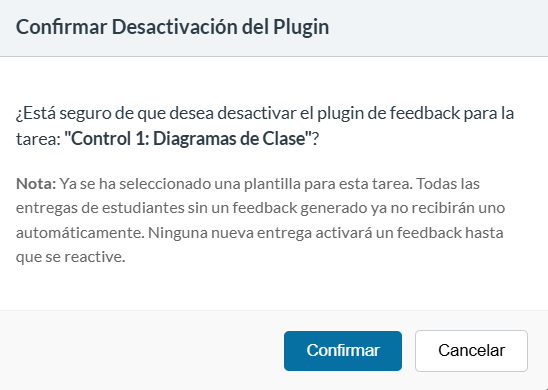 Confirmar Desactivación del Plugin
¿Está seguro de que desea desactivar el plugin de feedback para la
tarea: "Control 1: Diagramas de Clase"?
Nota: Ya se ha seleccionado una plantilla para esta tarea. Todas las
entregas de estudiantes sin un feedback generado ya no recibirán uno
automáticamente. Ninguna nueva entrega activará un feedback hasta
que se reactive.
Confirmar
Cancelar